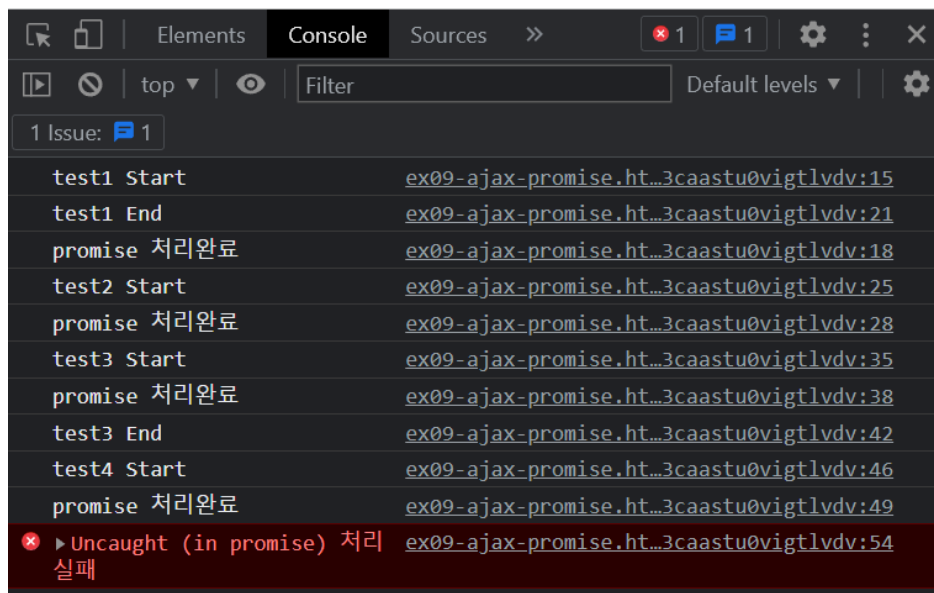 Elements Console Sources » 1 1
top ▼ Filter Default levels ▼
1 Issue: 1
test1 Start ex09-ajax-promise.ht…3caastu0vigtlvdv:15
test1 End ex09-ajax-promise.ht…3caastu0vigtlvdv:21
promise 처리완료 ex09-ajax-promise.ht…3caastu0vigtlvdv:18
test2 Start ex09-ajax-promise.ht…3caastu0vigtlvdv:25
promise 처리완료 ex09-ajax-promise.ht…3caastu0vigtlvdv:28
test3 Start ex09-ajax-promise.ht…3caastu0vigtlvdv:35
promise 처리완료 ex09-ajax-promise.ht…3caastu0vigtlvdv:38
test3 End ex09-ajax-promise.ht…3caastu0vigtlvdv:42
test4 Start ex09-ajax-promise.ht…3caastu0vigtlvdv:46
promise 처리완료 ex09-ajax-promise.ht…3caastu0vigtlvdv:49
Uncaught (in promise) 처리 ex09-ajax-promise.ht…3caastu0vigtlvdv:54
실패